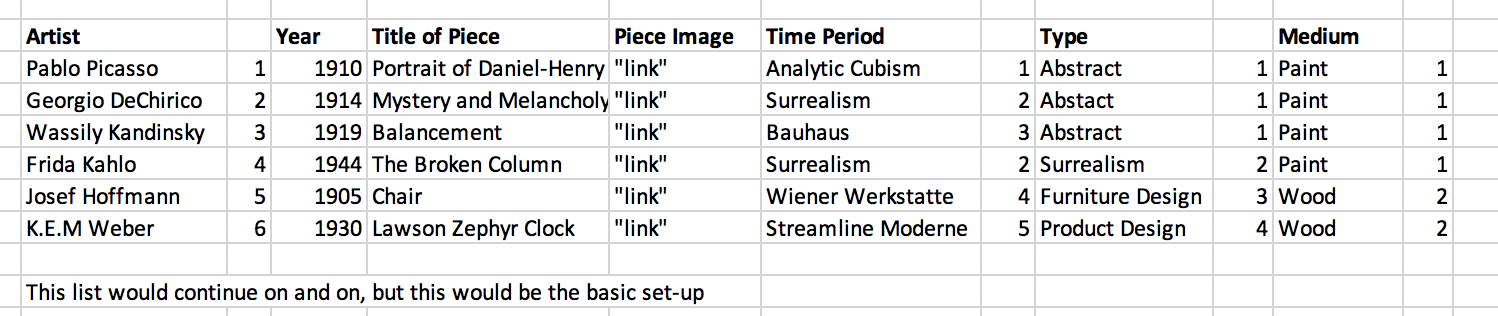 Artist Year Title of Piece Piece Image Time Period Type Medium
Pablo Picasso 1 1910 Portrait of Daniel-Henry "link" Analytic Cubism 1 Abstract 1 Paint 1
Georgio DeChirico 2 1914 Mystery and Melancholy "link" Surrealism 2 Abstact 1 Paint 1
Wassily Kandinsky 3 1919 Balancement "link" Bauhaus 3 Abstract 1 Paint 1
Frida Kahlo 4 1944 The Broken Column "link" Surrealism 2 Surrealism 2 Paint 1
Josef Hoffmann 5 1905 Chair "link" Wiener Werkstatte 4 Furniture Design 3 Wood 2
K.E.M Weber 6 1930 Lawson Zephyr Clock "link" Streamline Moderne 5 Product Design 4 Wood 2
This list would continue on and on, but this would be the basic set-up